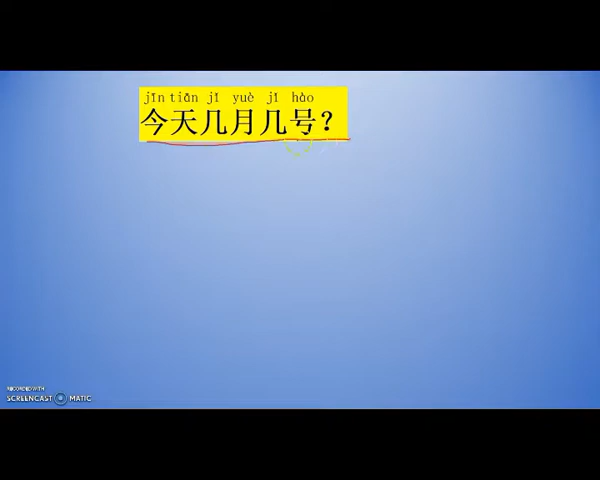 jīn tiān jǐ yuè jǐ hào
今天几月几号？
RECORDED WITH
SCREENCAST MATIC